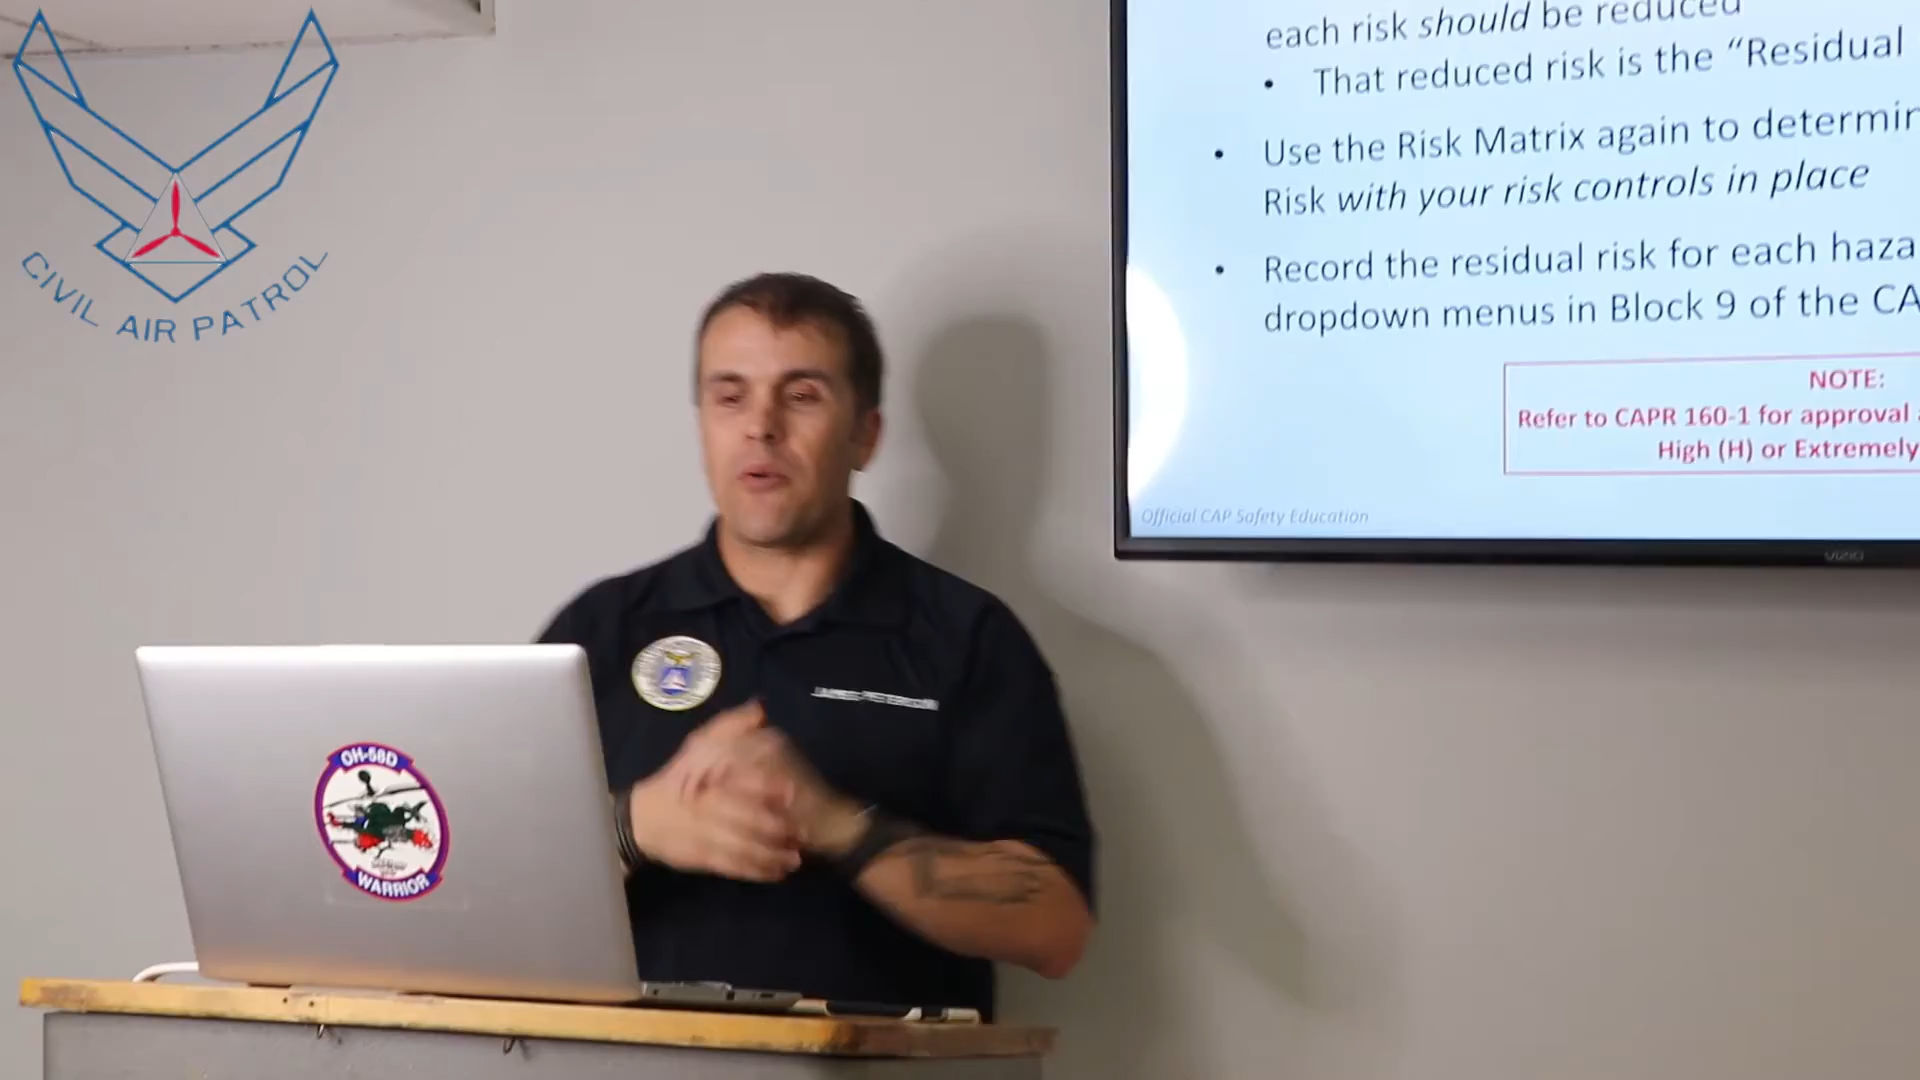 CIVIL AIR PATROL
each risk should be reduced
• That reduced risk is the “Residual
• Use the Risk Matrix again to determin
Risk with your risk controls in place
• Record the residual risk for each haza
dropdown menus in Block 9 of the CA
NOTE:
Refer to CAPR 160-1 for approval
High (H) or Extremely
Official CAP Safety Education
VIZIO
OH-58D
WARRIOR